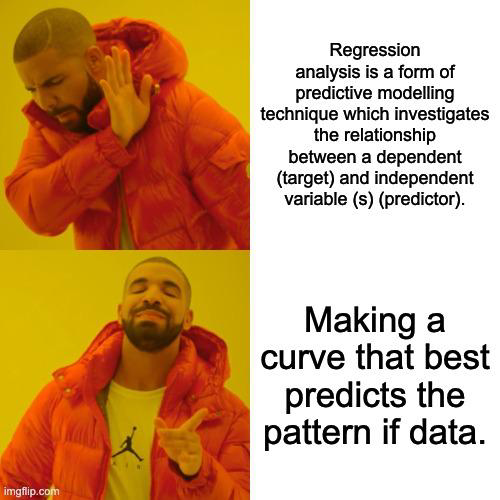 Regression
analysis is a form of
predictive modelling
technique which investigates
the relationship
between a dependent
(target) and independent
variable (s) (predictor).
Making a
curve that best
predicts the
pattern if data.
imgflip.com